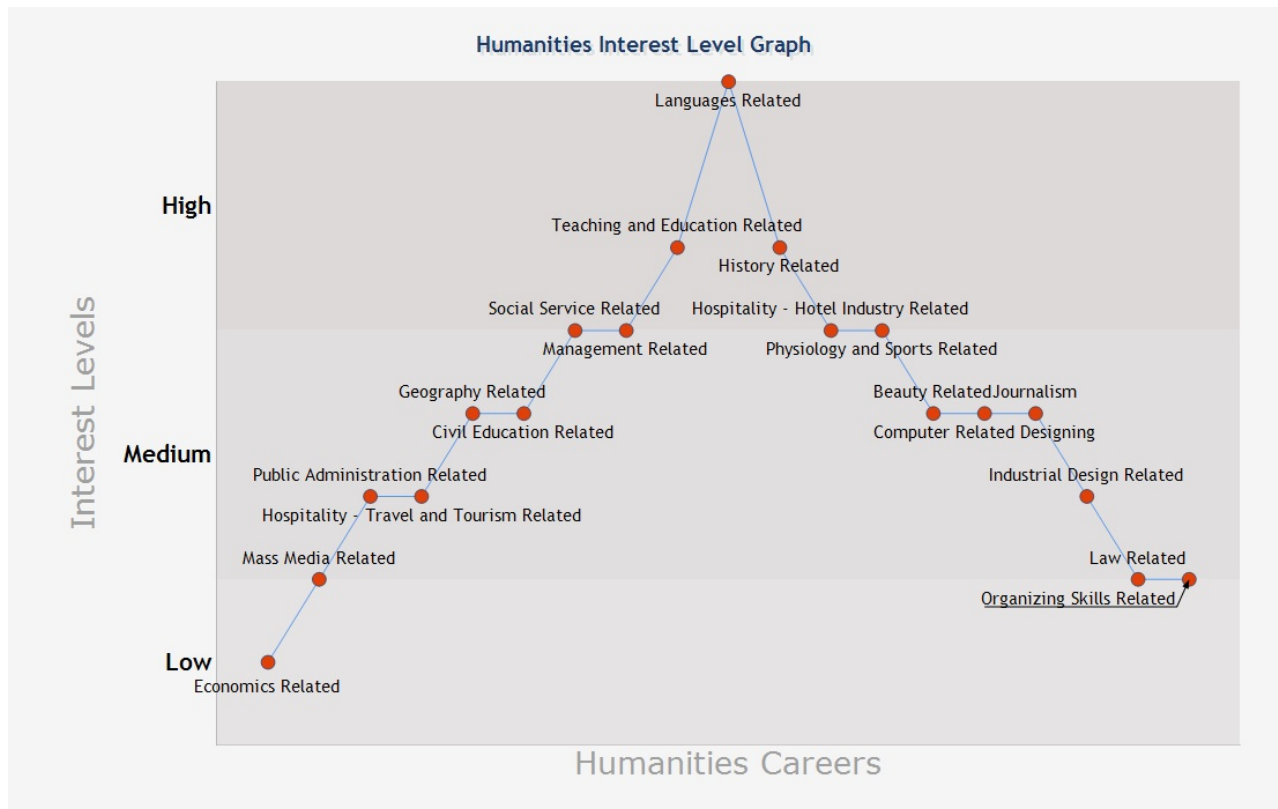 Humanities Interest Level Graph
Languages Related
High
Teaching and Education Related
History Related
Social Service Related
Hospitality - Hotel Industry Related
Management Related
Physiology and Sports Related
Geography Related
Beauty Related
Journalism
Civil Education Related
Computer Related Designing
Medium
Public Administration Related
Industrial Design Related
Hospitality - Travel and Tourism Related
Mass Media Related
Law Related
Organizing Skills Related
Low
Economics Related
Interest Levels
Humanities Careers